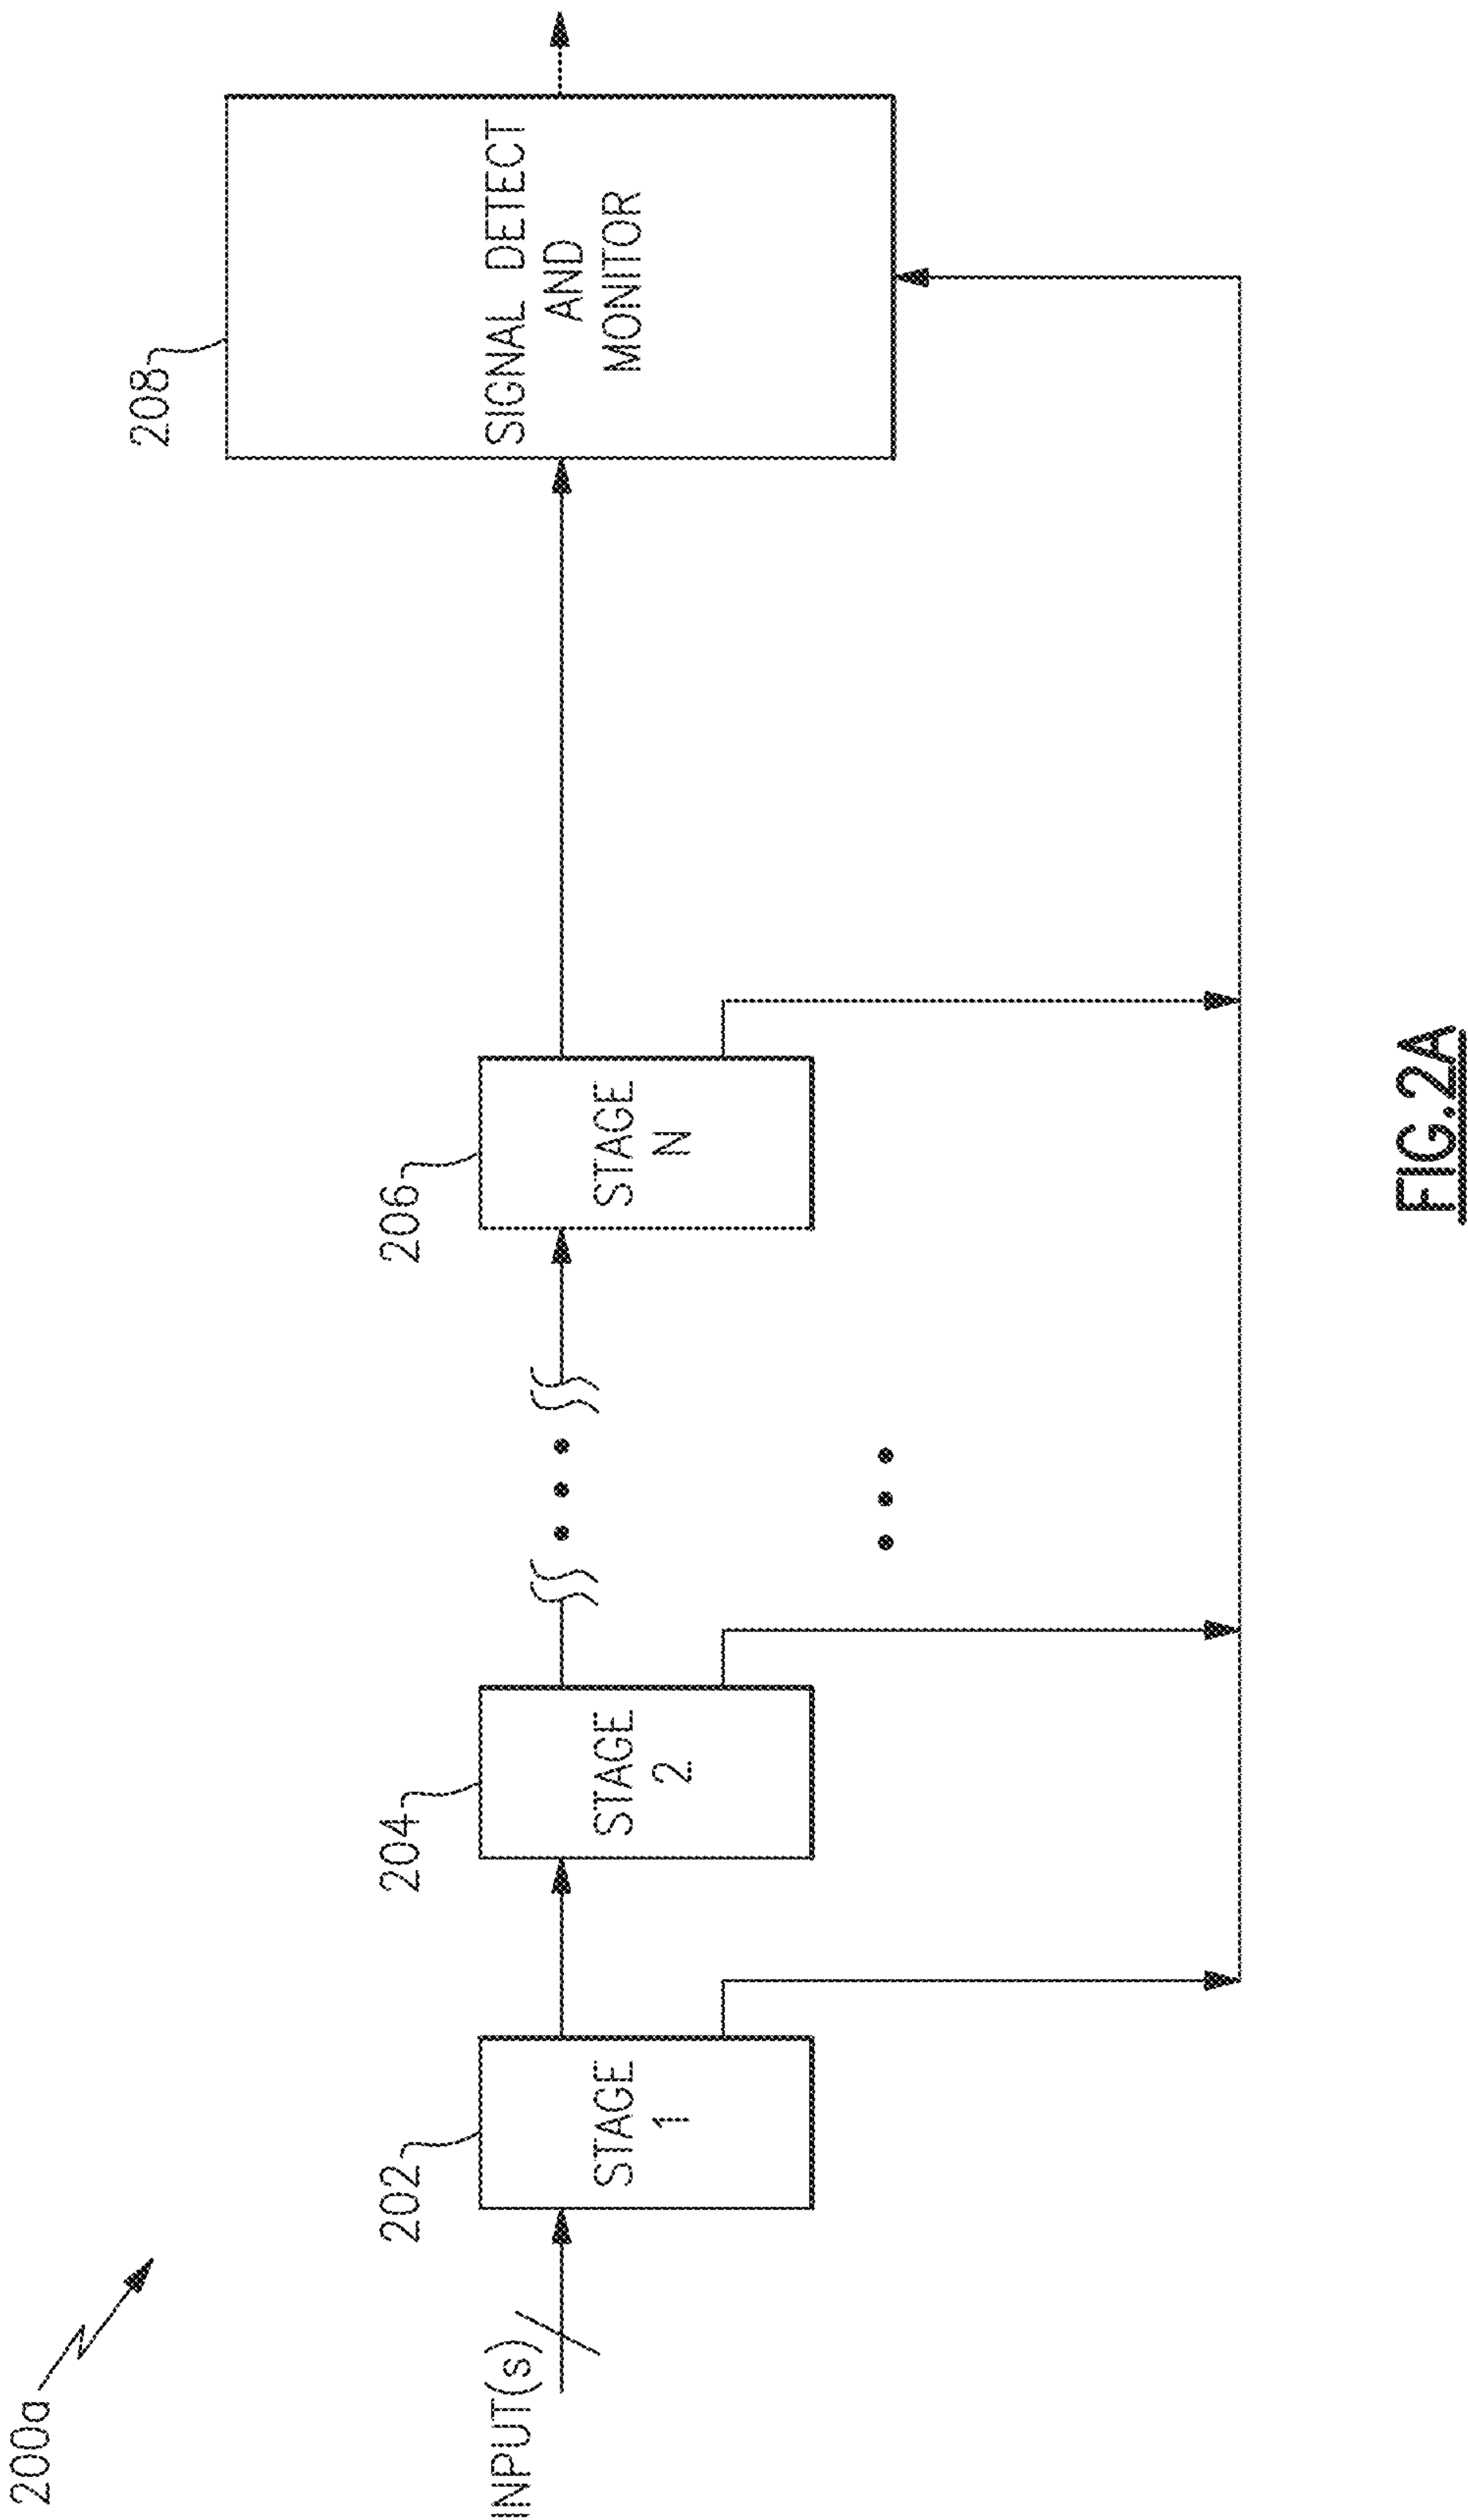 200a
INPUT(s)
202
STAGE
1
204
STAGE
2
206
STAGE
N
208
SIGNAL DETECT
AND
MONITOR
FIG.2A